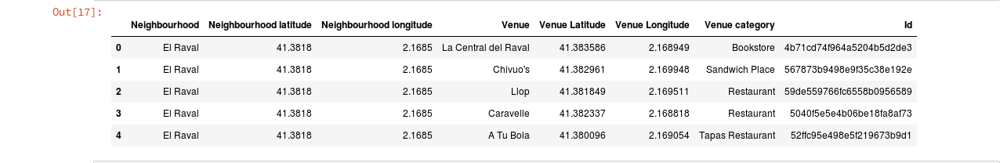 Out[17]:
Neighbourhood Neighbourhood latitude Neighbourhood longitude Venue Venue Latitude Venue Longitude Venue category Id
0 El Raval 41.3818 2.1685 La Central del Raval 41.383586 2.168949 Bookstore 4b71cd74f964a5204b5d2de3
1 El Raval 41.3818 2.1685 Chivuo's 41.382961 2.169948 Sandwich Place 567873b9498e9f35c38e192e
2 El Raval 41.3818 2.1685 Llop 41.381849 2.169511 Restaurant 59de559766fc6558b0956589
3 El Raval 41.3818 2.1685 Caravelle 41.382337 2.168818 Restaurant 5040f5e5e4b06be18fa8af73
4 El Raval 41.3818 2.1685 A Tu Bola 41.380096 2.169054 Tapas Restaurant 52ffc95e498e5f219673b9d1